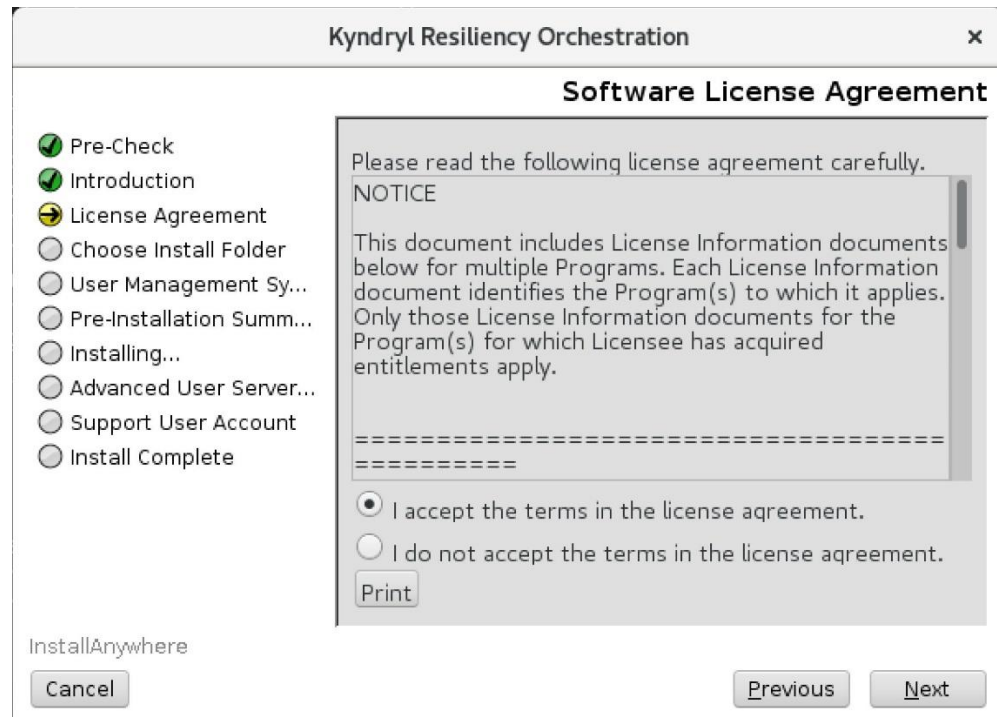 Kyndryl Resiliency Orchestration
Software License Agreement
Pre-Check
Introduction
License Agreement
Choose Install Folder
User Management Sy...
Pre-Installation Summ...
Installing...
Advanced User Server...
Support User Account
Install Complete
Please read the following license agreement carefully.
NOTICE
This document includes License Information documents
below for multiple Programs. Each License Information
document identifies the Program(s) to which it applies.
Only those License Information documents for the
Program(s) for which Licensee has acquired
entitlements apply.
====================================
==========
I accept the terms in the license agreement.
I do not accept the terms in the license agreement.
Print
InstallAnywhere
Cancel
Previous
Next